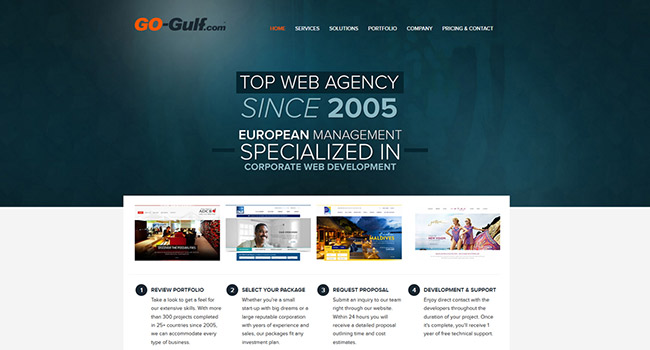 GO-Gulf.com
HOME SERVICES SOLUTIONS PORTFOLIO COMPANY PRICING & CONTACT
TOP WEB AGENCY
SINCE 2005
EUROPEAN MANAGEMENT
SPECIALIZED IN
CORPORATE WEB DEVELOPMENT
DISCOVER THE POSSIBILITIES
MALDIVES
1 REVIEW PORTFOLIO
Take a look to get a feel for
our extensive skills. With more
than 300 projects completed
in 25+ countries since 2005,
we can accommodate every
type of business.
2 SELECT YOUR PACKAGE
Whether you're a small
start-up with big dreams or a
large reputable corporation
with years of experience and
sales, our packages fit any
investment plan.
3 REQUEST PROPOSAL
Submit an inquiry to our team
right through our website.
Within 24 hours you will
receive a detailed proposal
outlining time and cost
estimates.
4 DEVELOPMENT & SUPPORT
Enjoy direct contact with the
developers throughout the
duration of your project. Once
it's complete, you'll receive 1
year of free technical support.